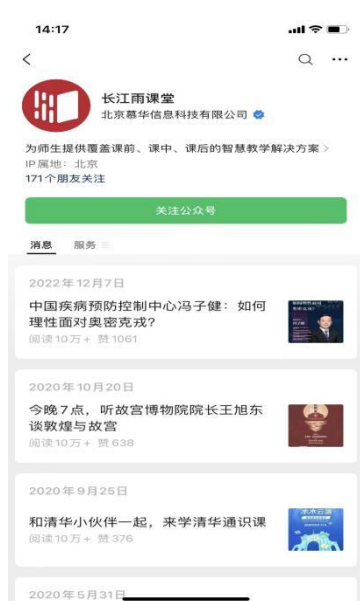 14:17
长江雨课堂
北京慕华信息科技有限公司
为师生提供覆盖课前、课中、课后的智慧教学解决方案
IP属地：北京
171个朋友关注
关注公众号
消息 服务
2022年12月7日
中国疾病预防控制中心冯子健：如何
理性面对奥密克戎？
阅读10万+ 赞1061
2020年10月20日
今晚7点，听故宫博物院院长王旭东
谈敦煌与故宫
阅读10万+ 赞638
2020年9月25日
和清华小伙伴一起，来学清华通识课
阅读10万+ 赞376
2020年5月31日